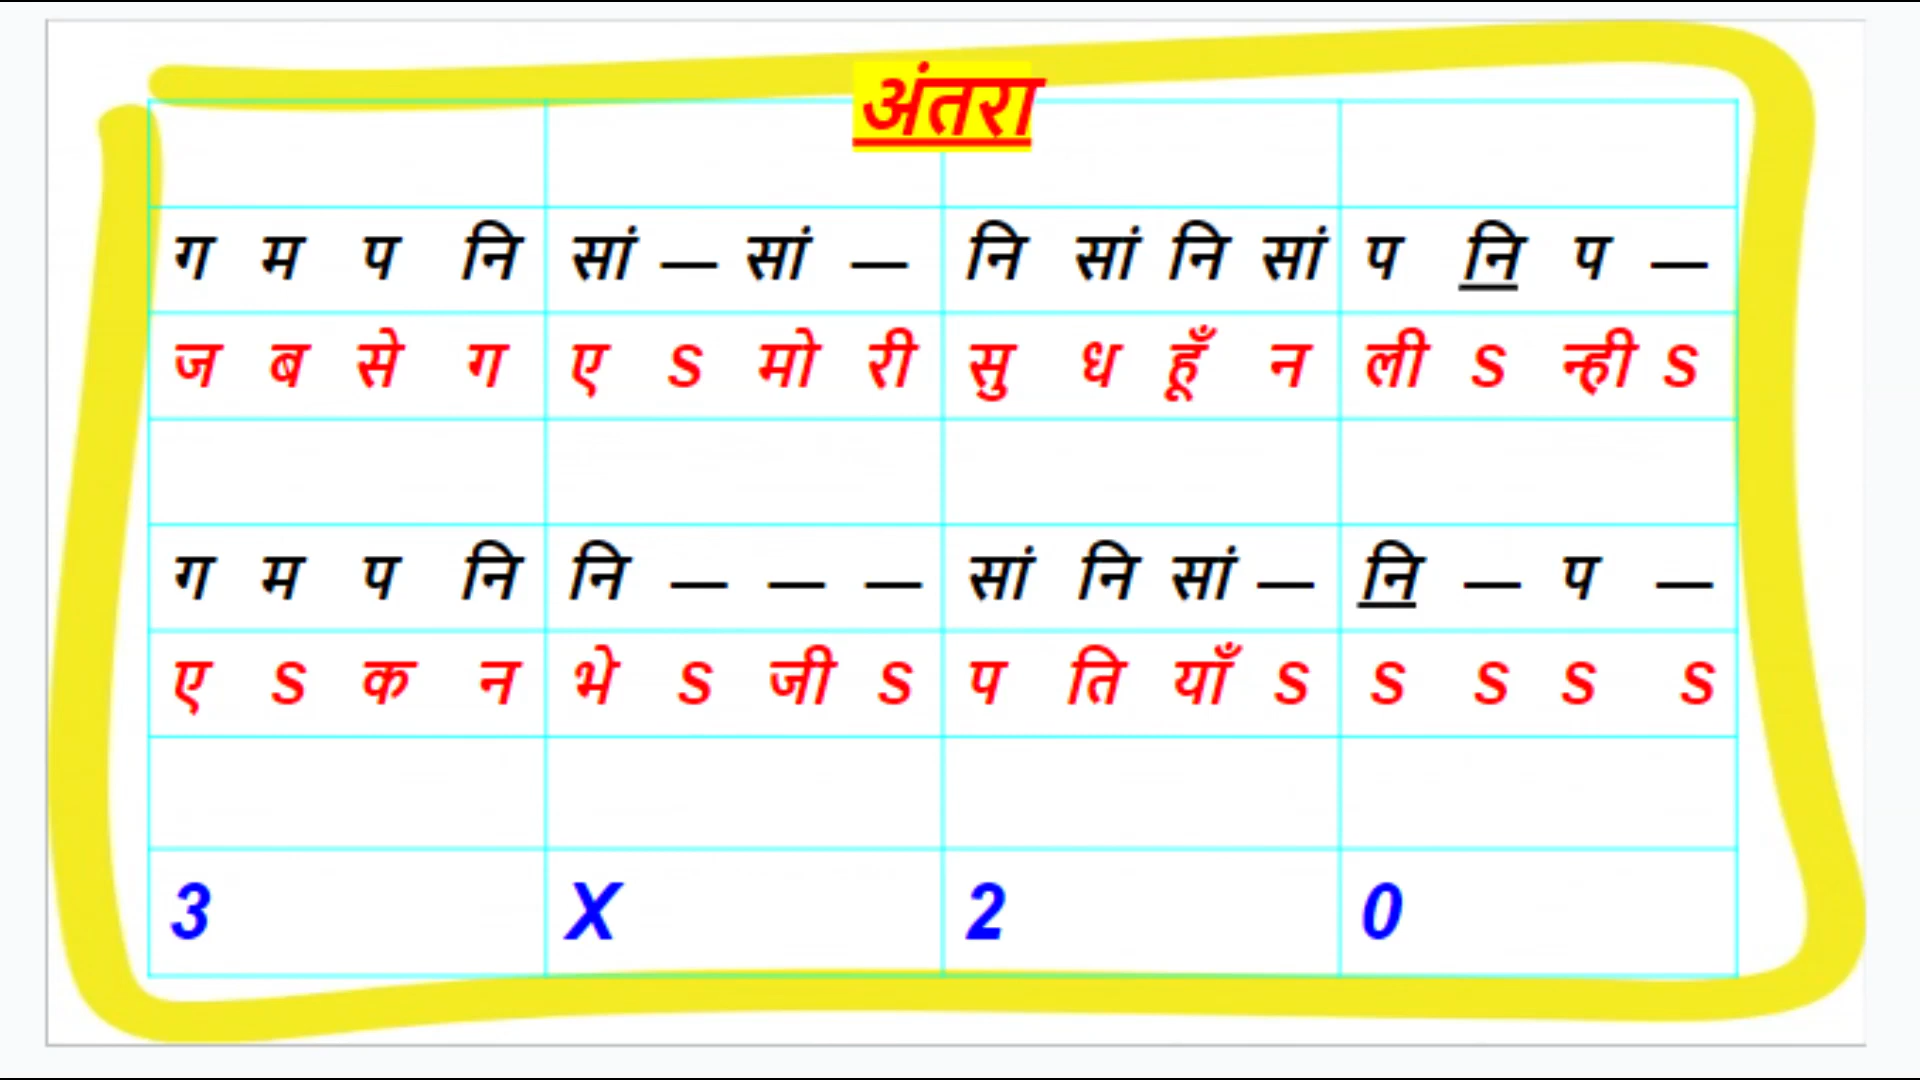 अंतरा
ग म प नि सां — सां — नि सां नि सां प नि प —
ज ब से ग ए S मो री सु ध हूँ न ली S न्ही S
ग म प नि नि — — — सां नि सां — नि — प —
ए S क न भे S जी S प ति याँ S S S S S
3 X 2 0